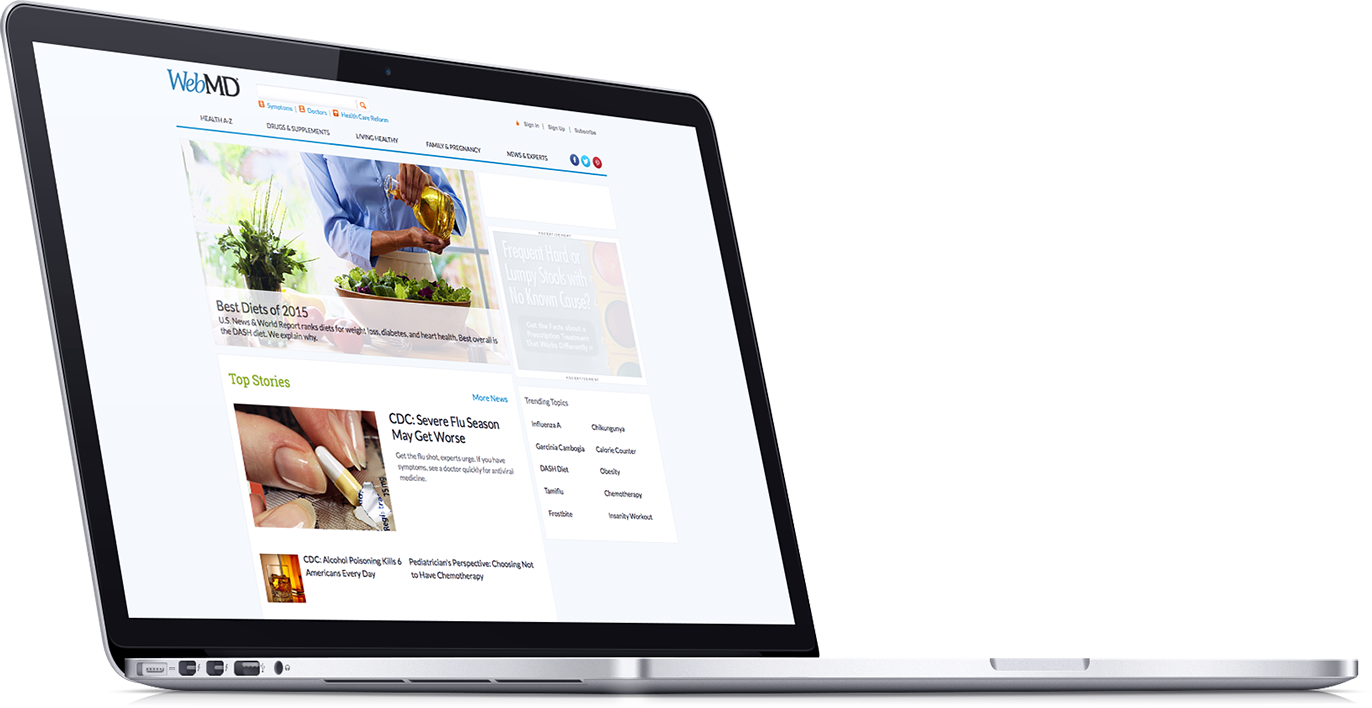 WebMD
Symptoms | Doctors | Health Care Reform
Sign In | Sign Up | Subscribe
HEALTH A-Z
DRUGS & SUPPLEMENTS
LIVING HEALTHY
FAMILY & PREGNANCY
NEWS & EXPERTS
Best Diets of 2015
U.S. News & World Report ranks diets for weight loss, diabetes, and heart health. Best overall is
the DASH diet. We explain why.
ADVERTISEMENT
Frequent Hard or
Lumpy Stools with
No Known Cause?
Get the Facts about a
Prescription Treatment
That Works Differently
ADVERTISEMENT
Top Stories
More News
CDC: Severe Flu Season
May Get Worse
Get the flu shot, experts urge. If you have
symptoms, see a doctor quickly for antiviral
medicine.
75mg
CDC: Alcohol Poisoning Kills 6
Americans Every Day
Pediatrician's Perspective: Choosing Not
to Have Chemotherapy
Trending Topics
Influenza A
Chikungunya
Garcinia Cambogia
Calorie Counter
DASH Diet
Obesity
Tamiflu
Chemotherapy
Frostbite
Insanity Workout